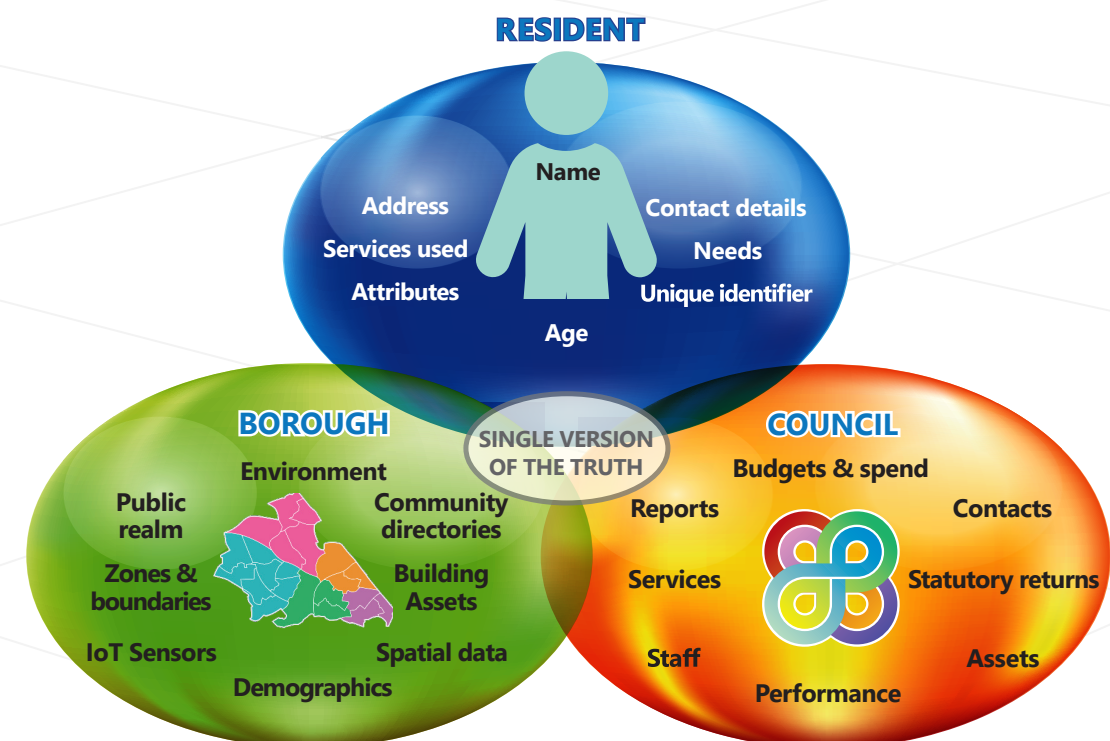 RESIDENT
Name
Address
Services used
Attributes
Contact details
Needs
Unique identifier
Age
SINGLE VERSION
OF THE TRUTH
BOROUGH
Environment
Public
realm
Community
directories
Zones &
boundaries
Building
Assets
IoT Sensors
Spatial data
Demographics
COUNCIL
Budgets & spend
Reports
Contacts
Services
Statutory returns
Staff
Assets
Performance